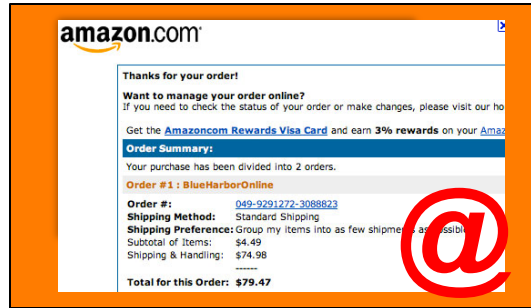 amazon.com
Thanks for your order!
Want to manage your order online?
If you need to check the status of your order or make changes, please visit our ho
Get the Amazoncom Rewards Visa Card and earn 3% rewards on your Amaz
Order Summary:
Your purchase has been divided into 2 orders.
Order #1 : BlueHarborOnline
Order #: 049-9291272-3088823
Shipping Method: Standard Shipping
Shipping Preference: Group my items into as few shipments as possible
Subtotal of Items: $4.49
Shipping & Handling: $74.98
------
Total for this Order: $79.47
@